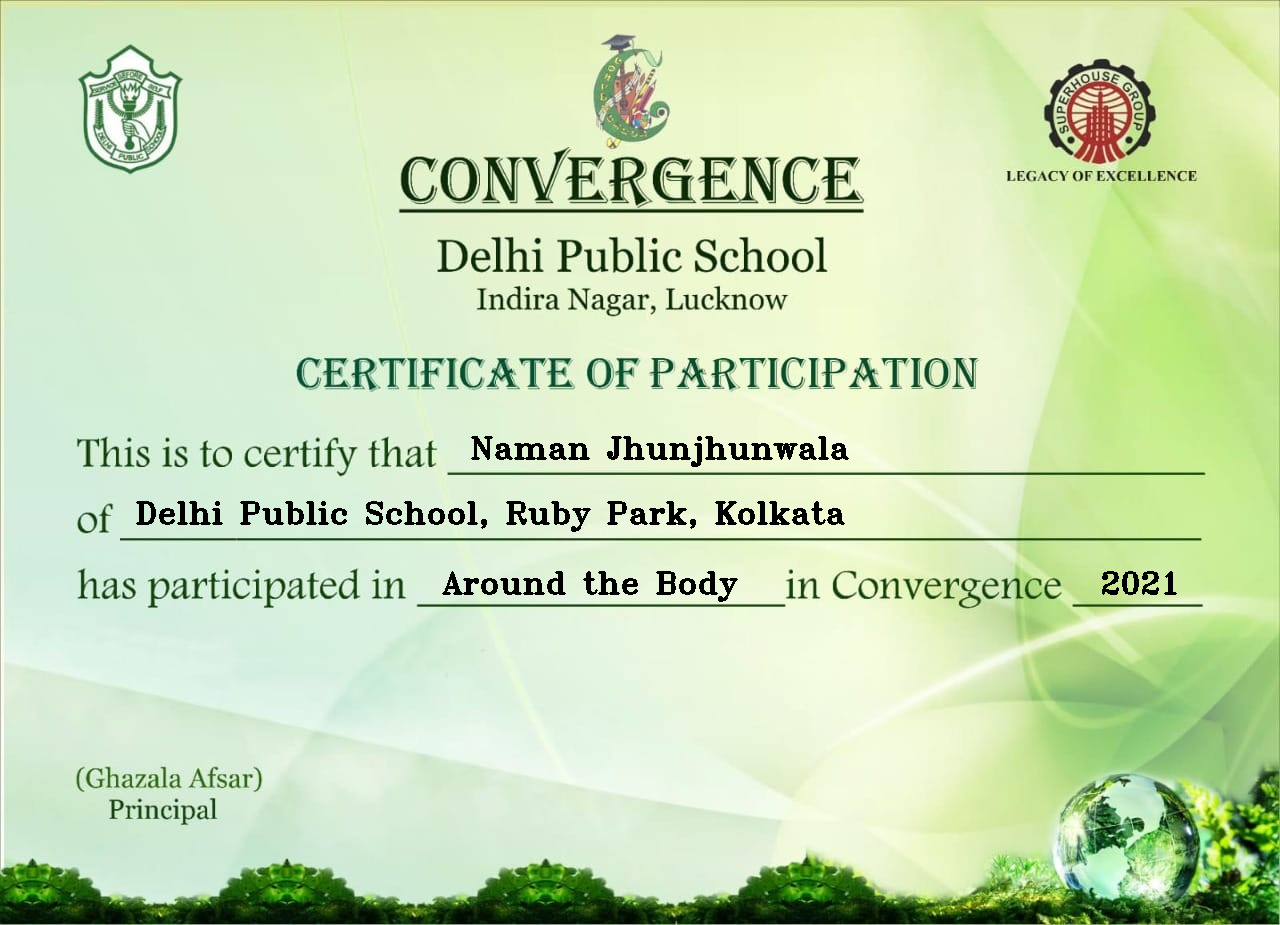 SERVICE BEFORE SELF
DELHI PUBLIC SCHOOL
SUPERHOUSE GROUP
LEGACY OF EXCELLENCE
CONVERGENCE
Delhi Public School
Indira Nagar, Lucknow
CERTIFICATE OF PARTICIPATION
This is to certify that Naman Jhunjhunwala
of Delhi Public School, Ruby Park, Kolkata
has participated in Around the Body in Convergence 2021
(Ghazala Afsar)
Principal